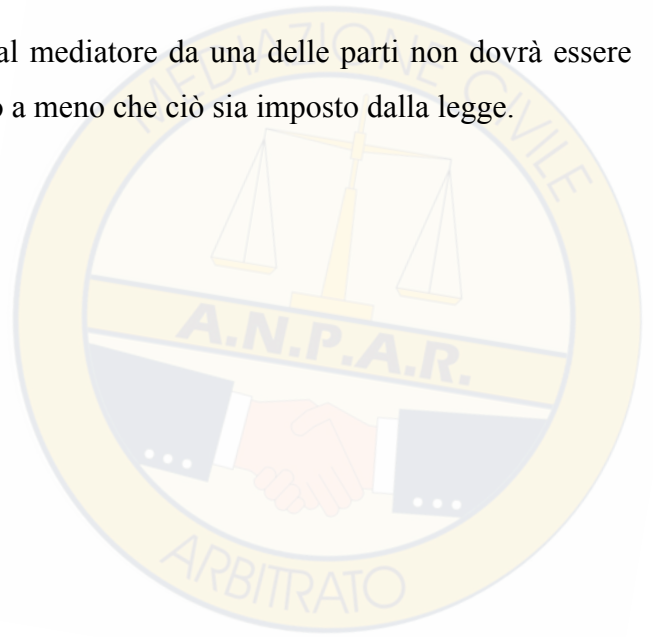 al mediatore da una delle parti non dovrà essere
o a meno che ciò sia imposto dalla legge.
MEDIAZIONE CIVILE
A.N.P.A.R.
ARBITRATO